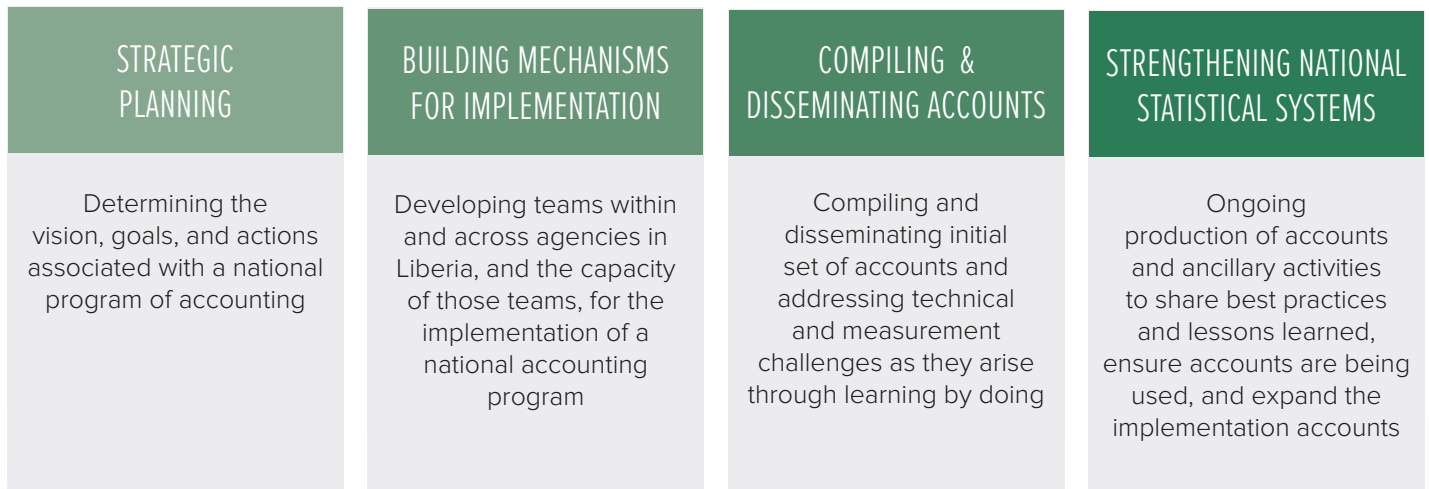 STRATEGIC
PLANNING
Determining the
vision, goals, and actions
associated with a national
program of accounting
BUILDING MECHANISMS
FOR IMPLEMENTATION
Developing teams within
and across agencies in
Liberia, and the capacity
of those teams, for the
implementation of a
national accounting
program
COMPILING &
DISSEMINATING ACCOUNTS
Compiling and
disseminating initial
set of accounts and
addressing technical
and measurement
challenges as they arise
through learning by doing
STRENGTHENING NATIONAL
STATISTICAL SYSTEMS
Ongoing
production of accounts
and ancillary activities
to share best practices
and lessons learned,
ensure accounts are being
used, and expand the
implementation accounts